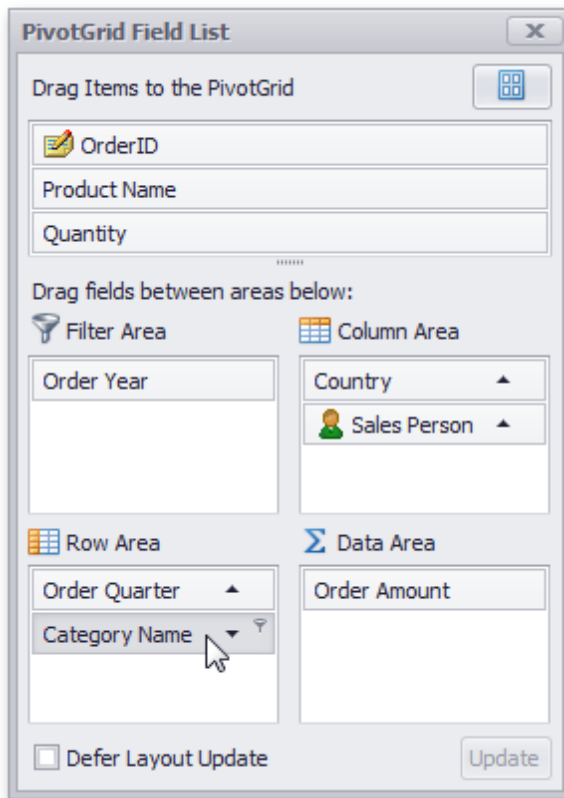 PivotGrid Field List
Drag Items to the PivotGrid
OrderID
Product Name
Quantity
Drag fields between areas below:
Filter Area
Column Area
Order Year
Country
Sales Person
Row Area
Σ Data Area
Order Quarter
Order Amount
Category Name
Defer Layout Update
Update